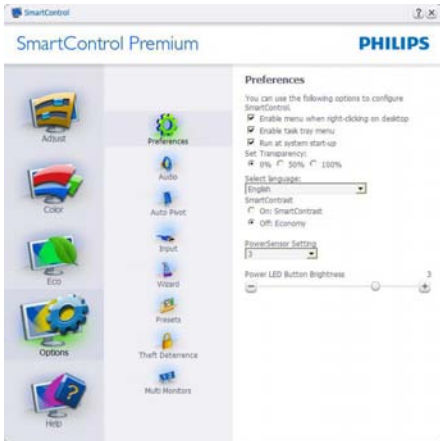 SmartControl
SmartControl Premium
PHILIPS
Adjust
Color
Eco
Options
Help
Preferences
Audio
Auto Pivot
Input
Wizard
Presets
Theft Deterrence
Multi Monitors
Preferences
You can use the following options to configure
SmartControl.
Enable menu when right-clicking on desktop
Enable task tray menu
Run at system start-up
Set Transparency:
0% 50% 100%
Select language:
English
SmartContrast
On: SmartContrast
Off: Economy
PowerSensor Setting
3
Power LED Button Brightness 3